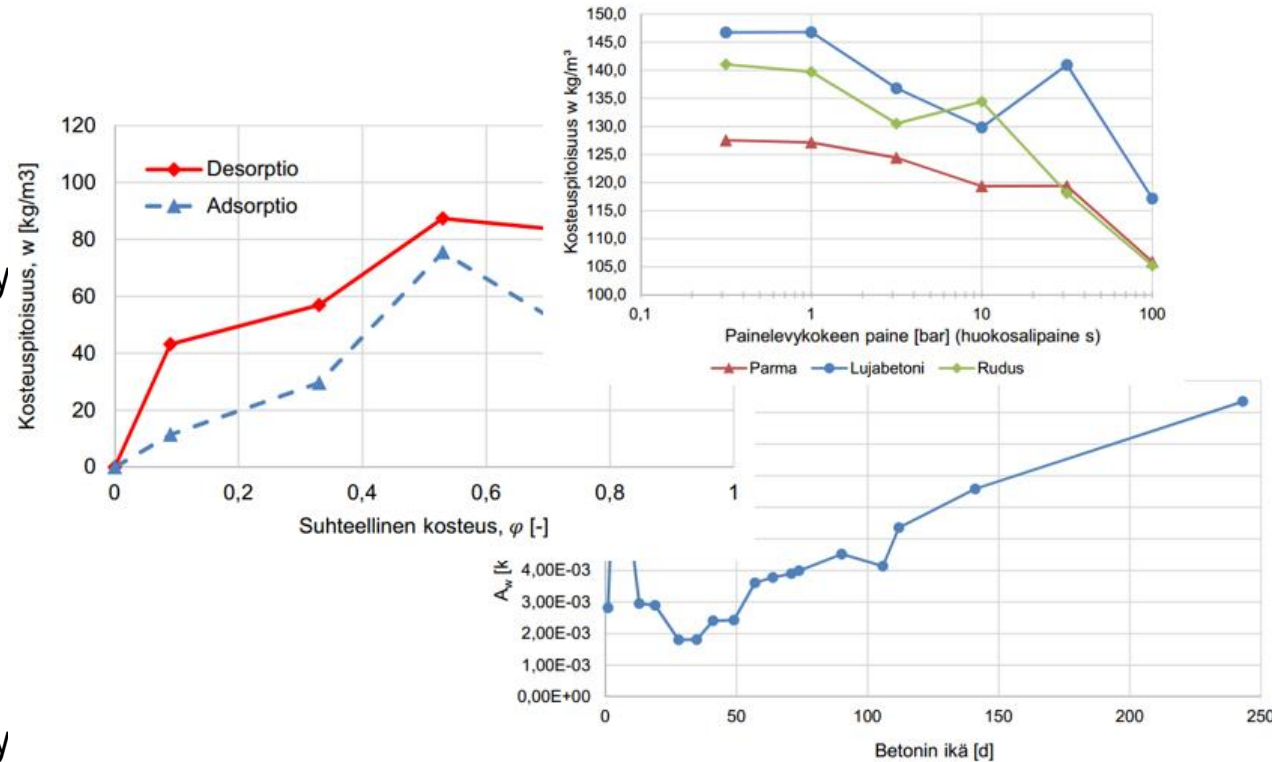 150,0
145,0
140,0
135,0
130,0
125,0
120,0
115,0
110,0
105,0
100,0
Kosteuspitoisuus w kg/m³
0,1
1
10
100
Painelevykokeen paine [bar] (huokosalipaine s)
Parma
Lujabetoni
Rudus
120
100
80
60
40
20
0
Kosteuspitoisuus, w [kg/m3]
Desorptio
Adsorptio
0
0,2
0,4
0,6
0,8
1
Suhteellinen kosteus, φ [-]
A_w [k
4,00E-03
3,00E-03
2,00E-03
1,00E-03
0,00E+00
0
50
100
150
200
250
Betonin ikä [d]
y
y